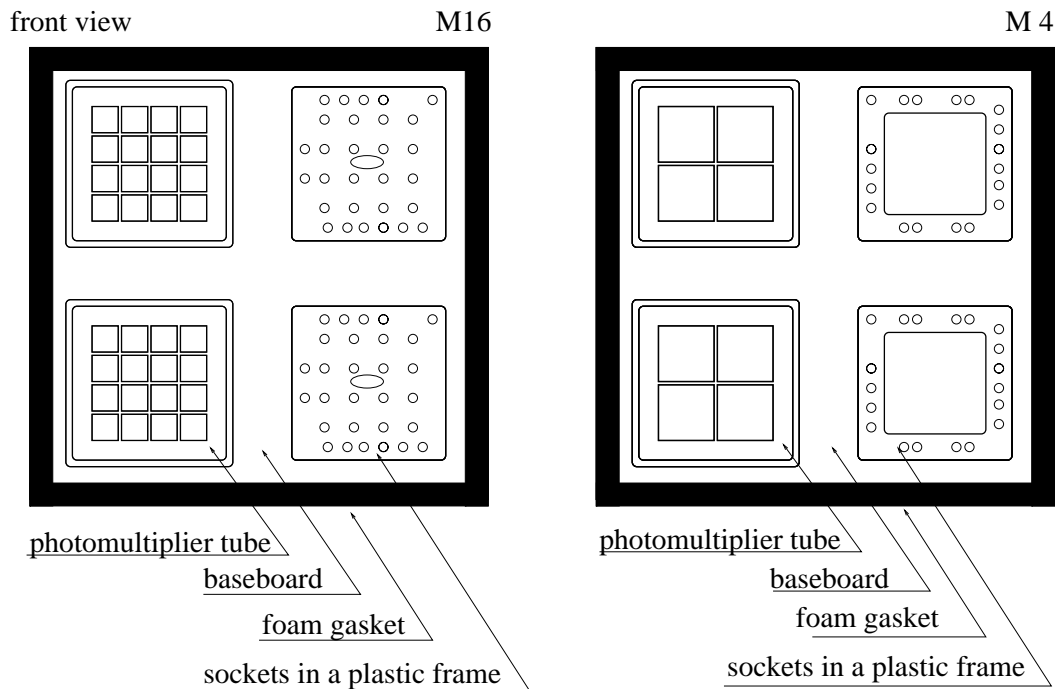 front view
M16
M 4
photomultiplier tube
baseboard
foam gasket
sockets in a plastic frame
photomultiplier tube
baseboard
foam gasket
sockets in a plastic frame